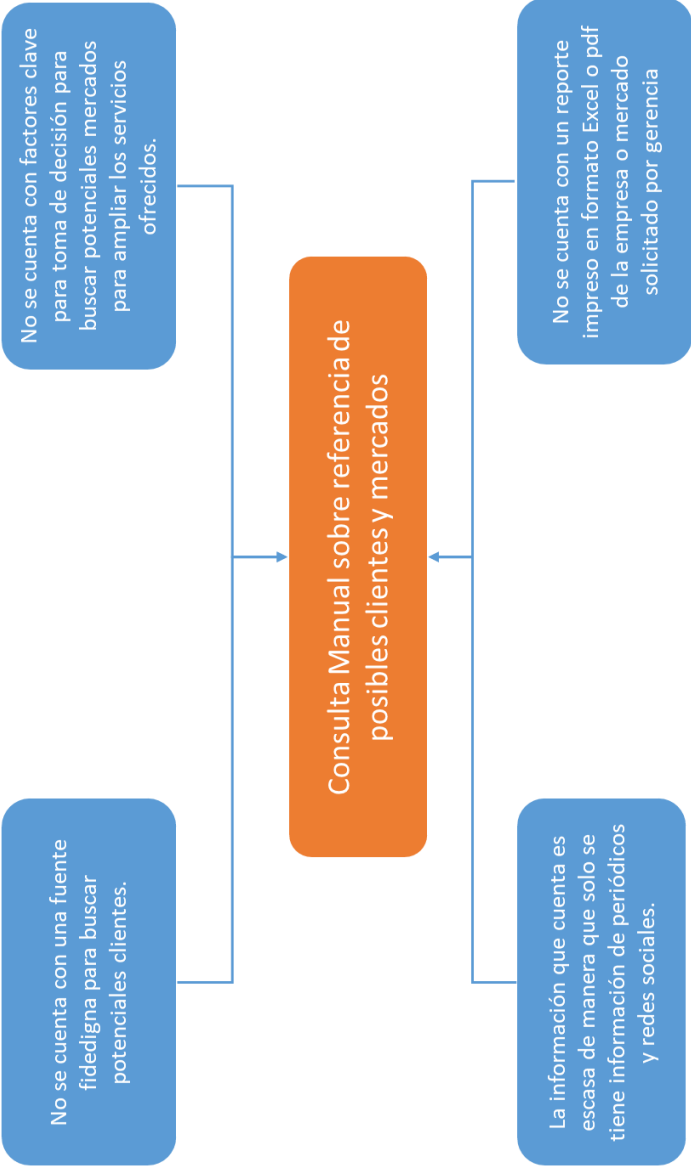 No se cuenta con una fuente
fidedigna para buscar
potenciales clientes.
No se cuenta con factores clave
para toma de decisión para
buscar potenciales mercados
para ampliar los servicios
ofrecidos.
Consulta Manual sobre referencia de
posibles clientes y mercados
La información que cuenta es
escasa de manera que solo se
tiene información de periódicos
y redes sociales.
No se cuenta con un reporte
impreso en formato Excel o pdf
de la empresa o mercado
solicitado por gerencia